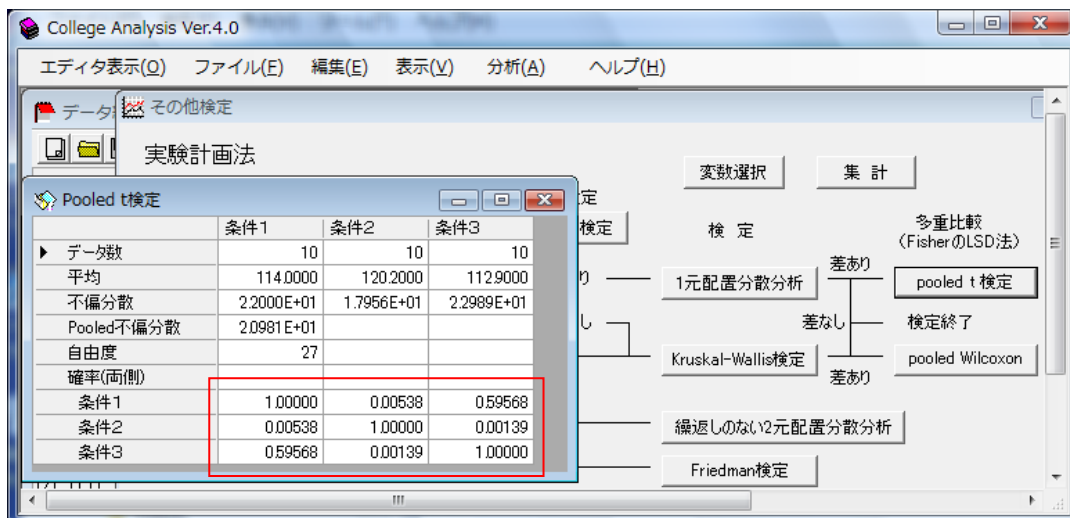 College Analysis Ver.4.0
エディタ表示(O) ファイル(F) 編集(E) 表示(V) 分析(A) ヘルプ(H)
データ
その他検定
実験計画法
変数選択 集 計
Pooled t検定
定
検定
検 定
多重比較
(FisherのLSD法)
条件1 条件2 条件3
データ数 10 10 10
平均 114.0000 120.2000 112.9000
不偏分散 2.2000E+01 1.7956E+01 2.2989E+01
Pooled不偏分散 2.0981E+01
自由度 27
確率(両側)
条件1 1.00000 0.00538 0.59568
条件2 0.00538 1.00000 0.00139
条件3 0.59568 0.00139 1.00000
り
1元配置分散分析
差あり
pooled t 検定
し
差なし
検定終了
Kruskal-Wallis検定
差あり
pooled Wilcoxon
繰返しのない2元配置分散分析
Friedman検定